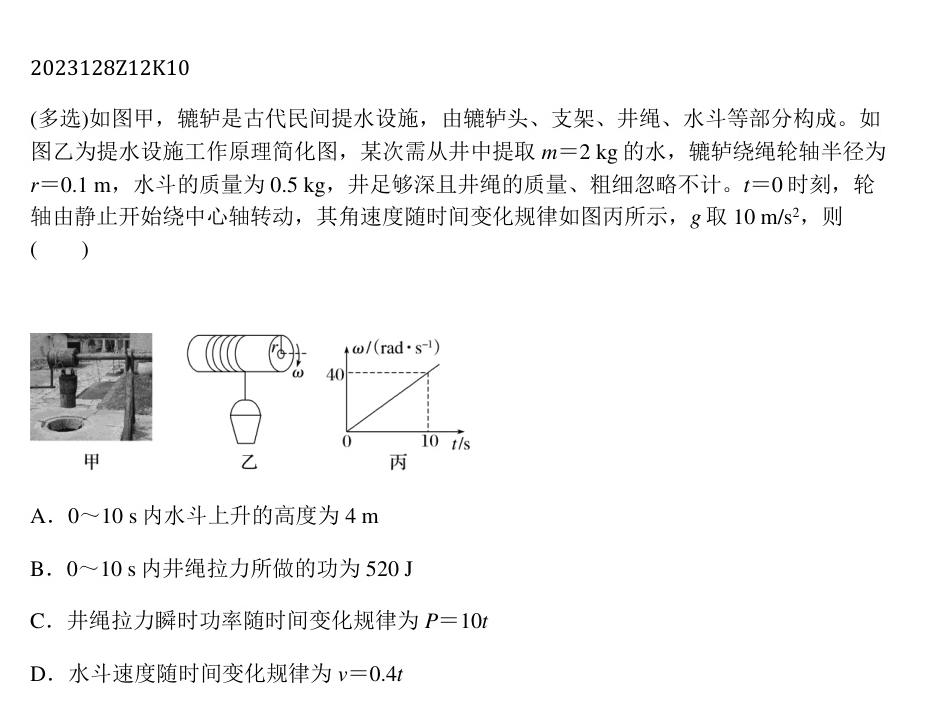 2023128Z12K10
(多选)如图甲，辘轳是古代民间提水设施，由辘轳头、支架、井绳、水斗等部分构成。如
图乙为提水设施工作原理简化图，某次需从井中提取 m＝2 kg 的水，辘轳绕绳轮轴半径为
r＝0.1 m，水斗的质量为 0.5 kg，井足够深且井绳的质量、粗细忽略不计。t＝0 时刻，轮
轴由静止开始绕中心轴转动，其角速度随时间变化规律如图丙所示，g 取 10 m/s²，则
(　　)
r
ω
ω/(rad·s⁻¹)
40
0
10
t/s
甲
乙
丙
A．0～10 s 内水斗上升的高度为 4 m
B．0～10 s 内井绳拉力所做的功为 520 J
C．井绳拉力瞬时功率随时间变化规律为 P＝10t
D．水斗速度随时间变化规律为 v＝0.4t